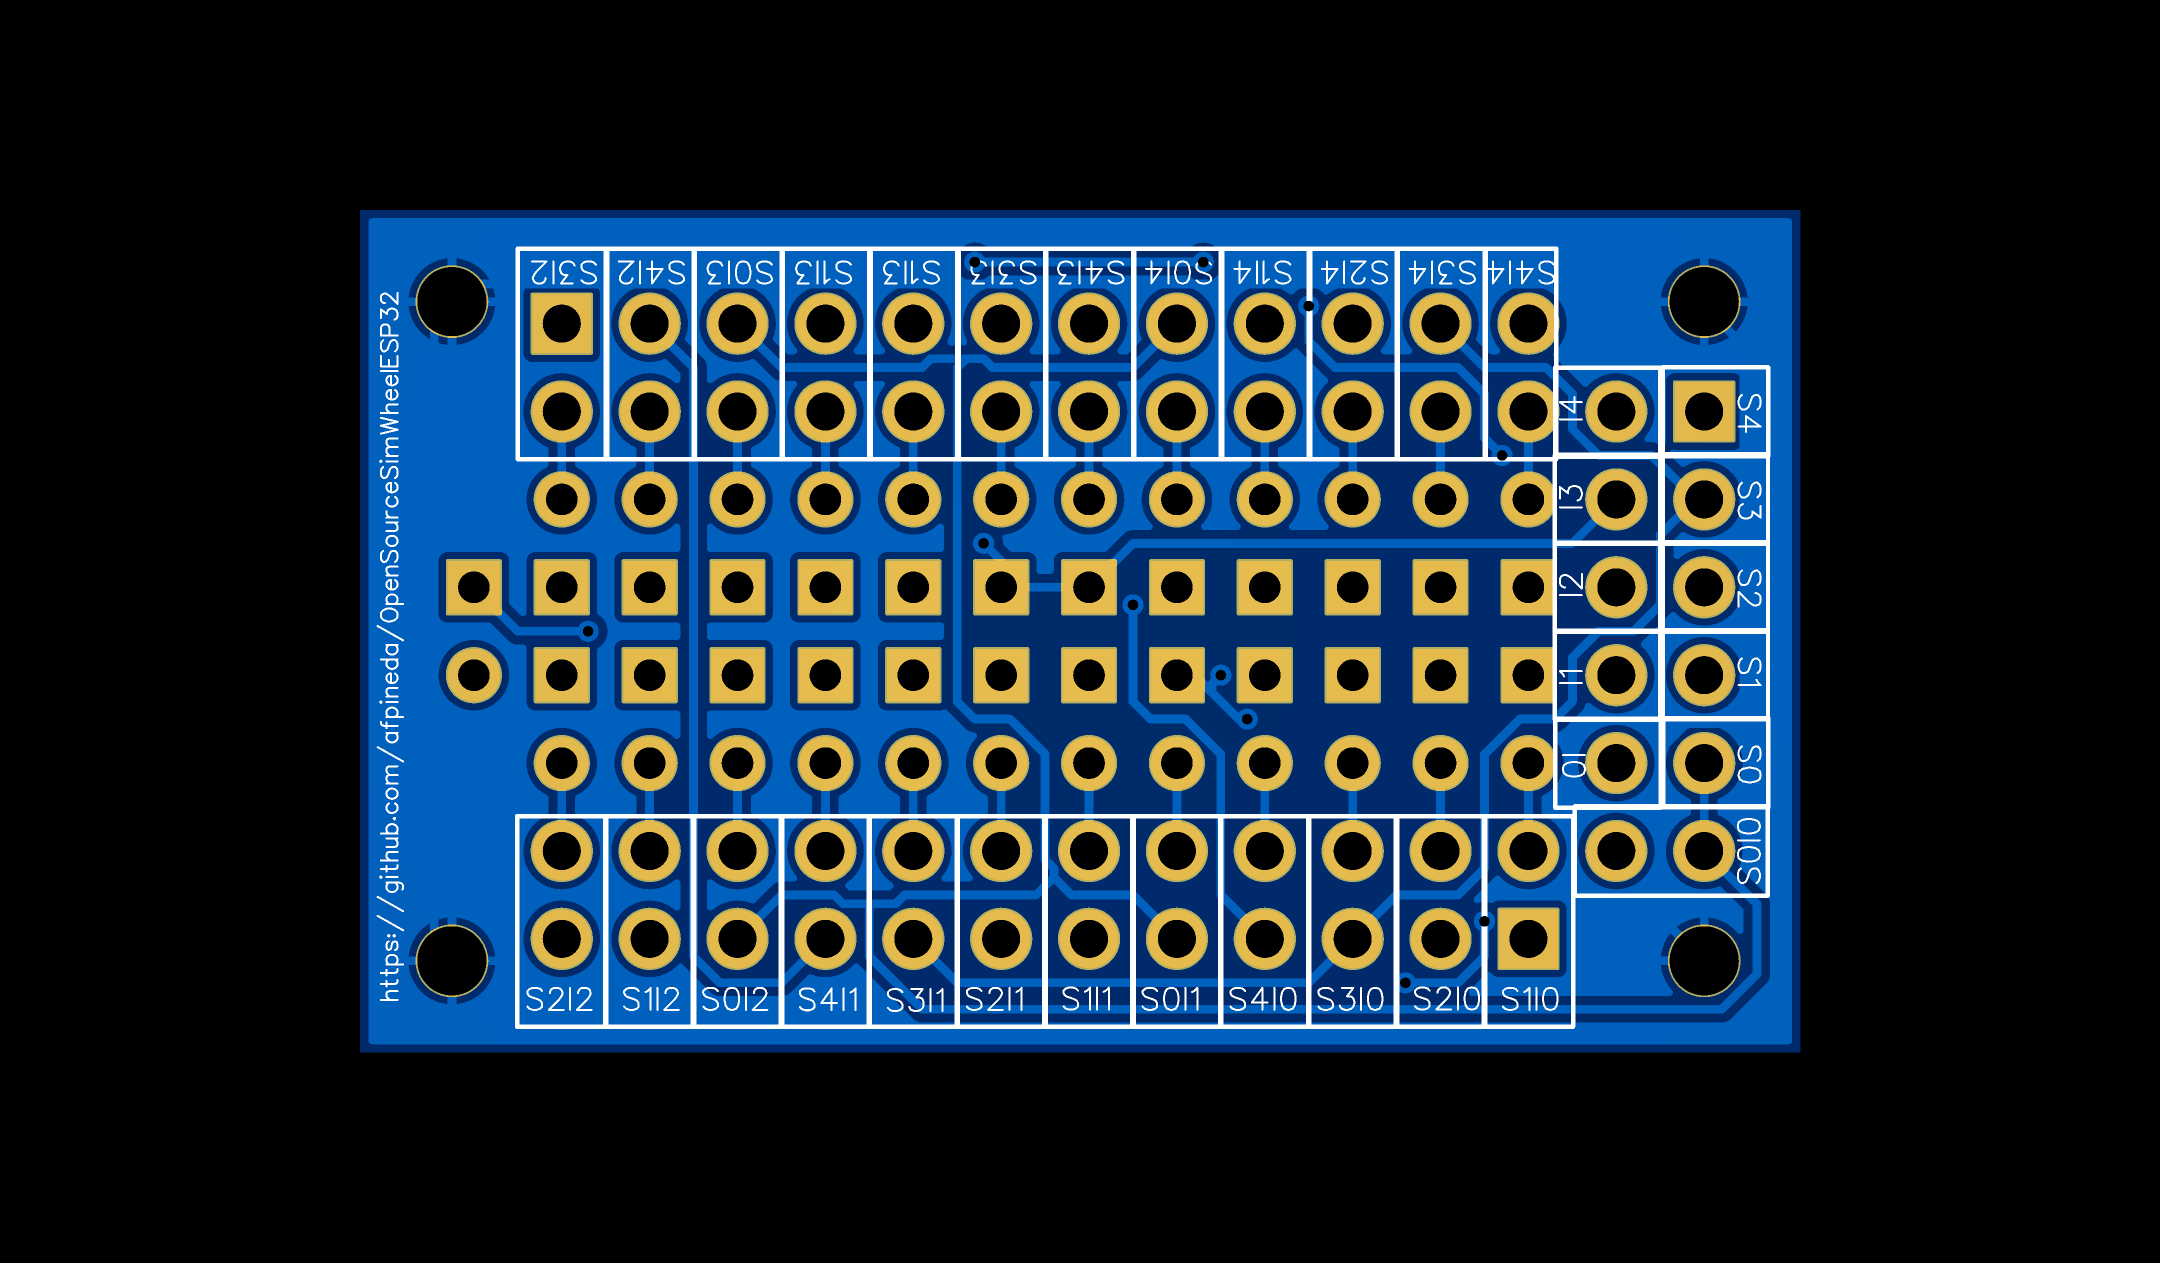 S3I2 S4I2 S0I3 S1I3 S1I3 S3I3 S4I3 S0I4 S1I4 S2I4 S3I4 S4I4
https://github.com/afpineda/OpenSourceSimWheelESP32
I4 S4
I3 S3
I2 S2
I1 S1
I0 S0
S0I0
S2I2 S1I2 S0I2 S4I1 S3I1 S2I1 S1I1 S0I1 S4I0 S3I0 S2I0 S1I0